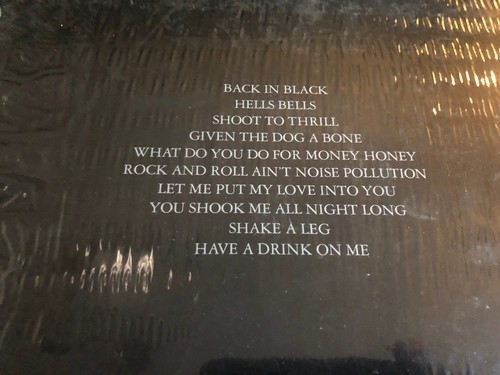 BACK IN BLACK
HELLS BELLS
SHOOT TO THRILL
GIVEN THE DOG A BONE
WHAT DO YOU DO FOR MONEY HONEY
ROCK AND ROLL AIN'T NOISE POLLUTION
LET ME PUT MY LOVE INTO YOU
YOU SHOOK ME ALL NIGHT LONG
SHAKE A LEG
HAVE A DRINK ON ME